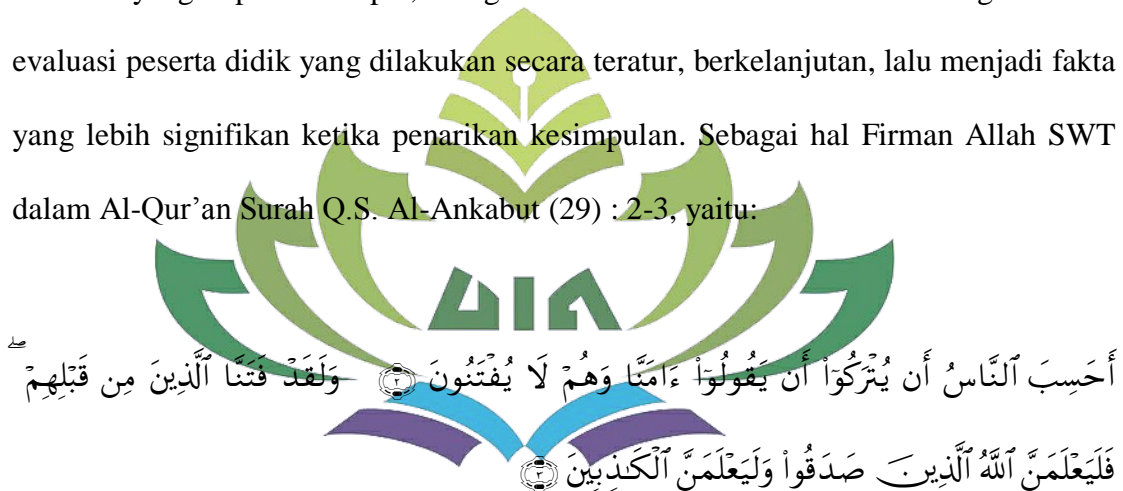 evaluasi peserta didik yang dilakukan secara teratur, berkelanjutan, lalu menjadi fakta
yang lebih signifikan ketika penarikan kesimpulan. Sebagai hal Firman Allah SWT
dalam Al-Qur’an Surah Q.S. Al-Ankabut (29) : 2-3, yaitu:
UIN
أَحَسِبَ ٱلنَّاسُ أَن يُتْرَكُوٓا۟ أَن يَقُولُوٓا۟ ءَامَنَّا وَهُمْ لَا يُفْتَنُونَ ۝٢ وَلَقَدْ فَتَنَّا ٱلَّذِينَ مِن قَبْلِهِمْ ۖ
فَلَيَعْلَمَنَّ ٱللَّهُ ٱلَّذِينَ صَدَقُوا۟ وَلَيَعْلَمَنَّ ٱلْكَـٰذِبِينَ ۝٣